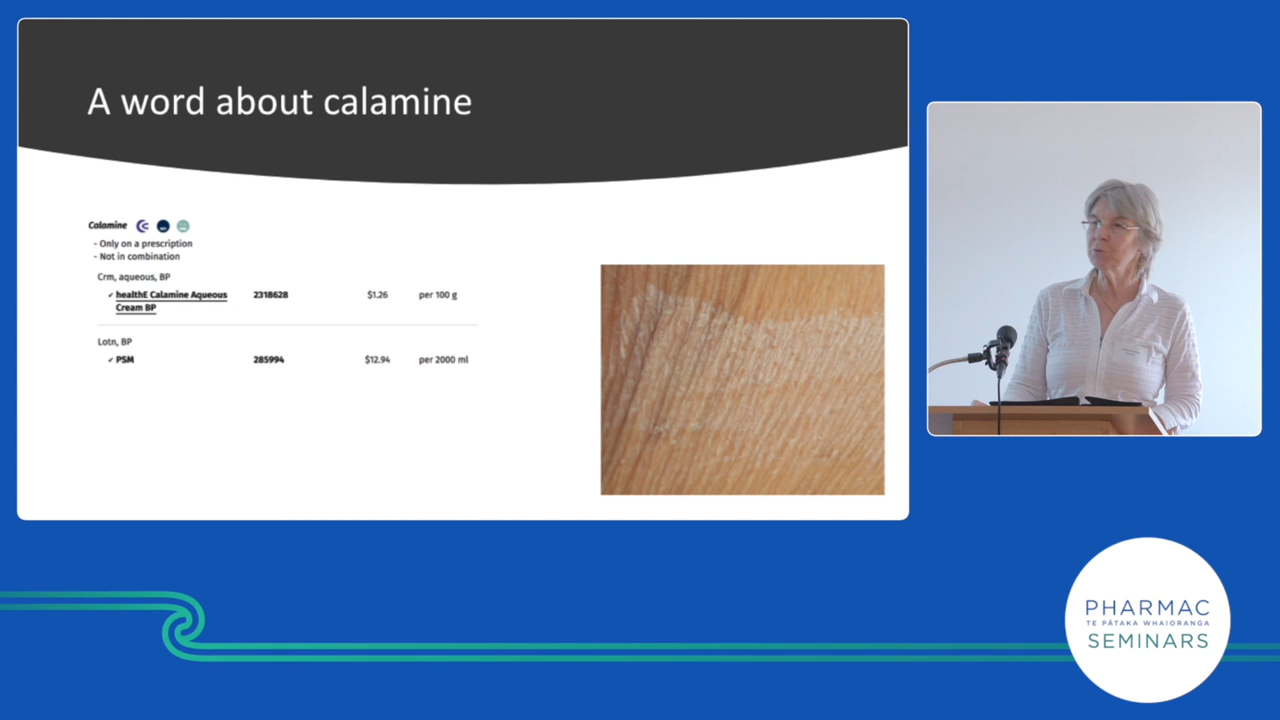 A word about calamine
Calamine
- Only on a prescription
- Not in combination
Crm, aqueous, BP
✓ healthE Calamine Aqueous Cream BP 2318628 $1.26 per 100 g
Lotn, BP
✓ PSM 285994 $12.94 per 2000 ml
PHARMAC
TE PĀTAKA WHAIORANGA
SEMINARS